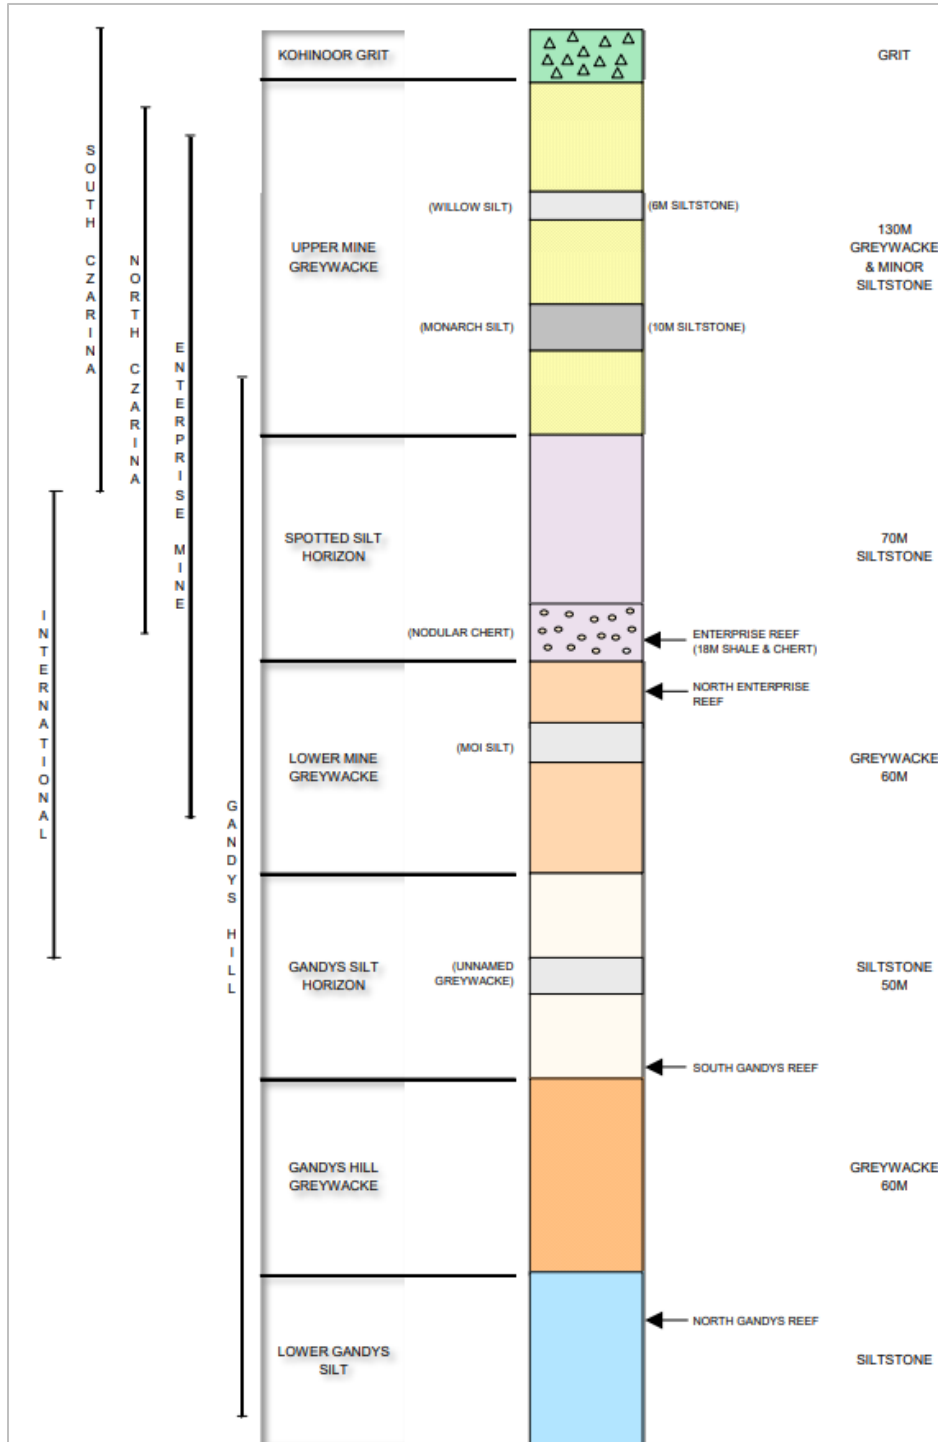 KOHINOOR GRIT
GRIT
SOUTH CZARINA
NORTH CZARINA
ENTERPRISE MINE
INTERNATIONAL
GANDYS HILL
(WILLOW SILT)
(6M SILTSTONE)
UPPER MINE
GREYWACKE
130M
GREYWACKE
& MINOR
SILTSTONE
(MONARCH SILT)
(10M SILTSTONE)
SPOTTED SILT
HORIZON
70M
SILTSTONE
(NODULAR CHERT)
ENTERPRISE REEF
(18M SHALE & CHERT)
NORTH ENTERPRISE
REEF
LOWER MINE
GREYWACKE
(MOI SILT)
GREYWACKE
60M
GANDYS SILT
HORIZON
(UNNAMED
GREYWACKE)
SILTSTONE
50M
SOUTH GANDYS REEF
GANDYS HILL
GREYWACKE
GREYWACKE
60M
NORTH GANDYS REEF
LOWER GANDYS
SILT
SILTSTONE